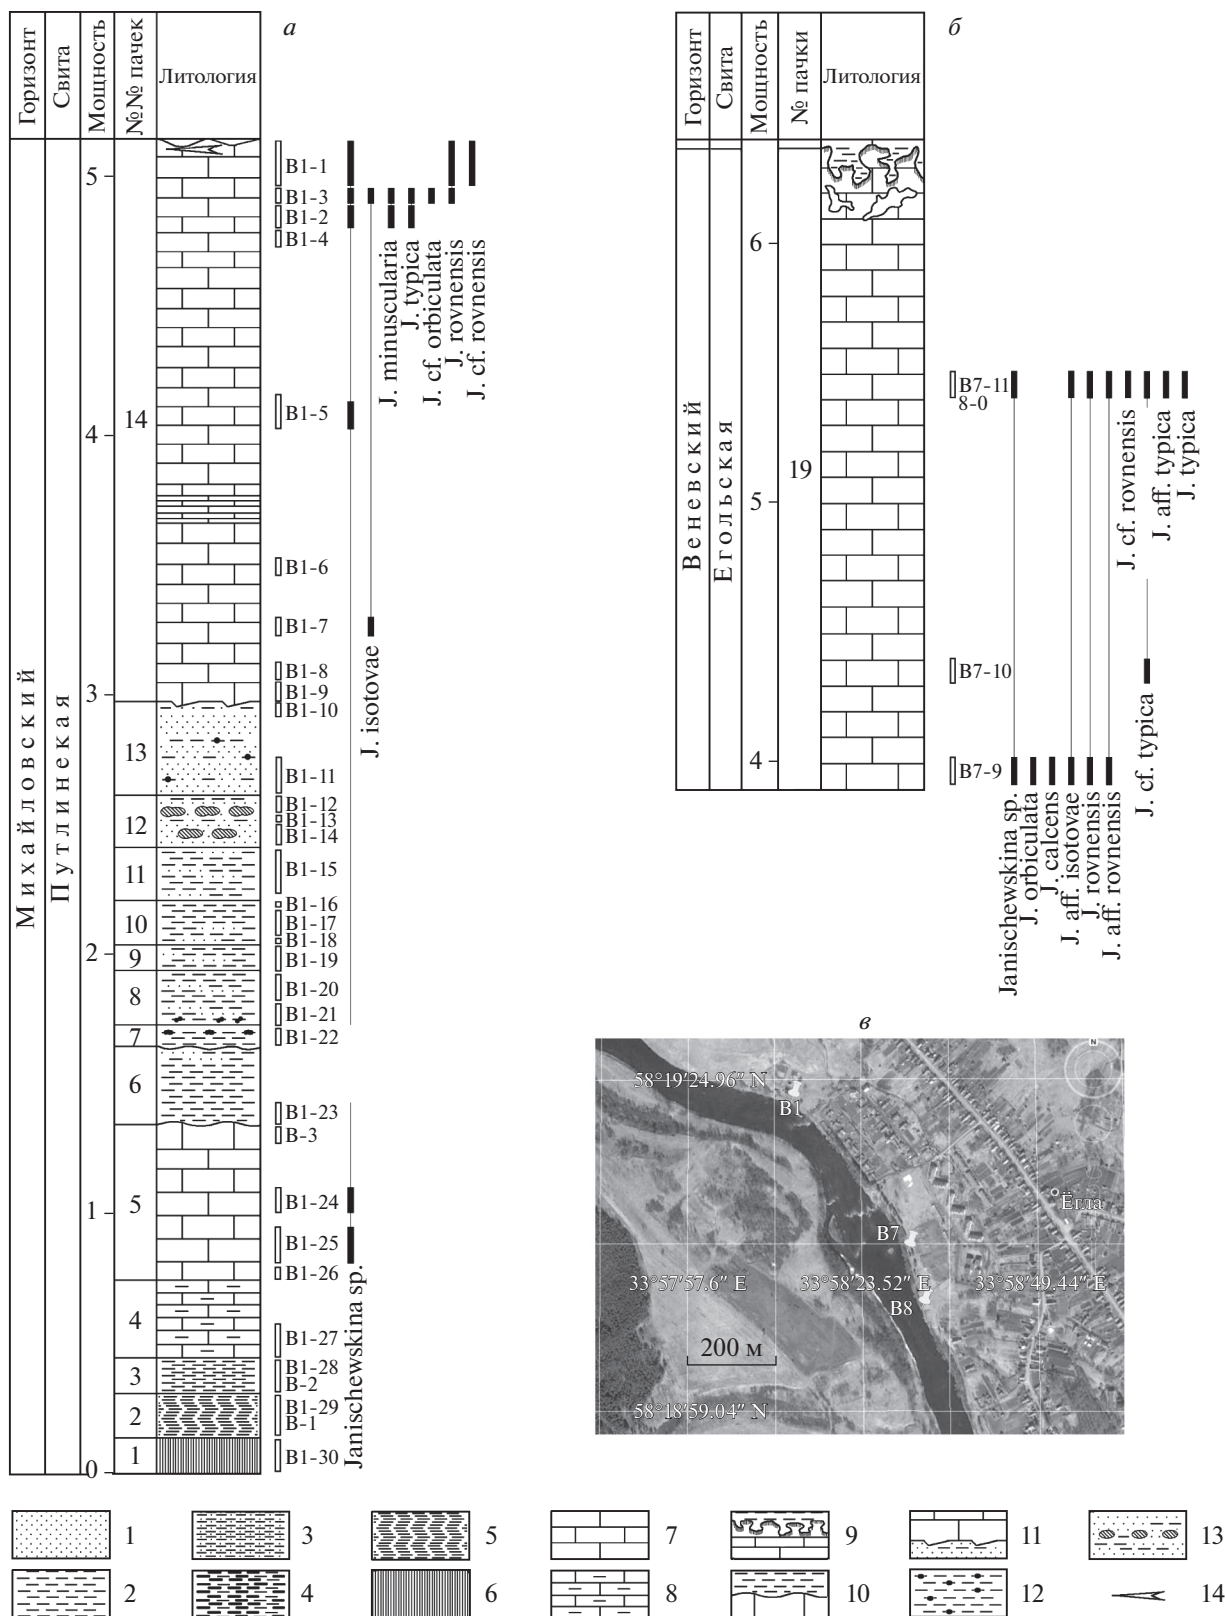 а
Горизонт
Свита
Мощность
№№ пачек
Литология
Михайловский
Путлинская
5
4
3
2
1
0
14
13
12
11
10
9
8
7
6
5
4
3
2
1
B1-1
B1-3
B1-2
B1-4
B1-5
B1-6
B1-7
B1-8
B1-9
B1-10
B1-11
B1-12
B1-13
B1-14
B1-15
B1-16
B1-17
B1-18
B1-19
B1-20
B1-21
B1-22
B1-23
B-3
B1-24
B1-25
B1-26
B1-27
B1-28
B-2
B1-29
B-1
B1-30
Janischewskina sp.
J. isotovae
J. minuscularia
J. typica
J. cf. orbiculata
J. rovnensis
J. cf. rovnensis
б
Горизонт
Свита
Мощность
№ пачки
Литология
Веневский
Егольская
6
5
4
19
B7-11
8-0
B7-10
B7-9
Janischewskina sp.
J. orbiculata
J. calcens
J. aff. isotovae
J. rovnensis
J. aff. rovnensis
J. cf. rovnensis
J. cf. typica
J. aff. typica
J. typica
в
58°19′24.96″ N
B1
Ёгла
B7
33°57′57.6″ E
33°58′23.52″ E
33°58′49.44″ E
B8
200 м
58°18′59.04″ N
N
1
3
5
7
9
11
13
2
4
6
8
10
12
14